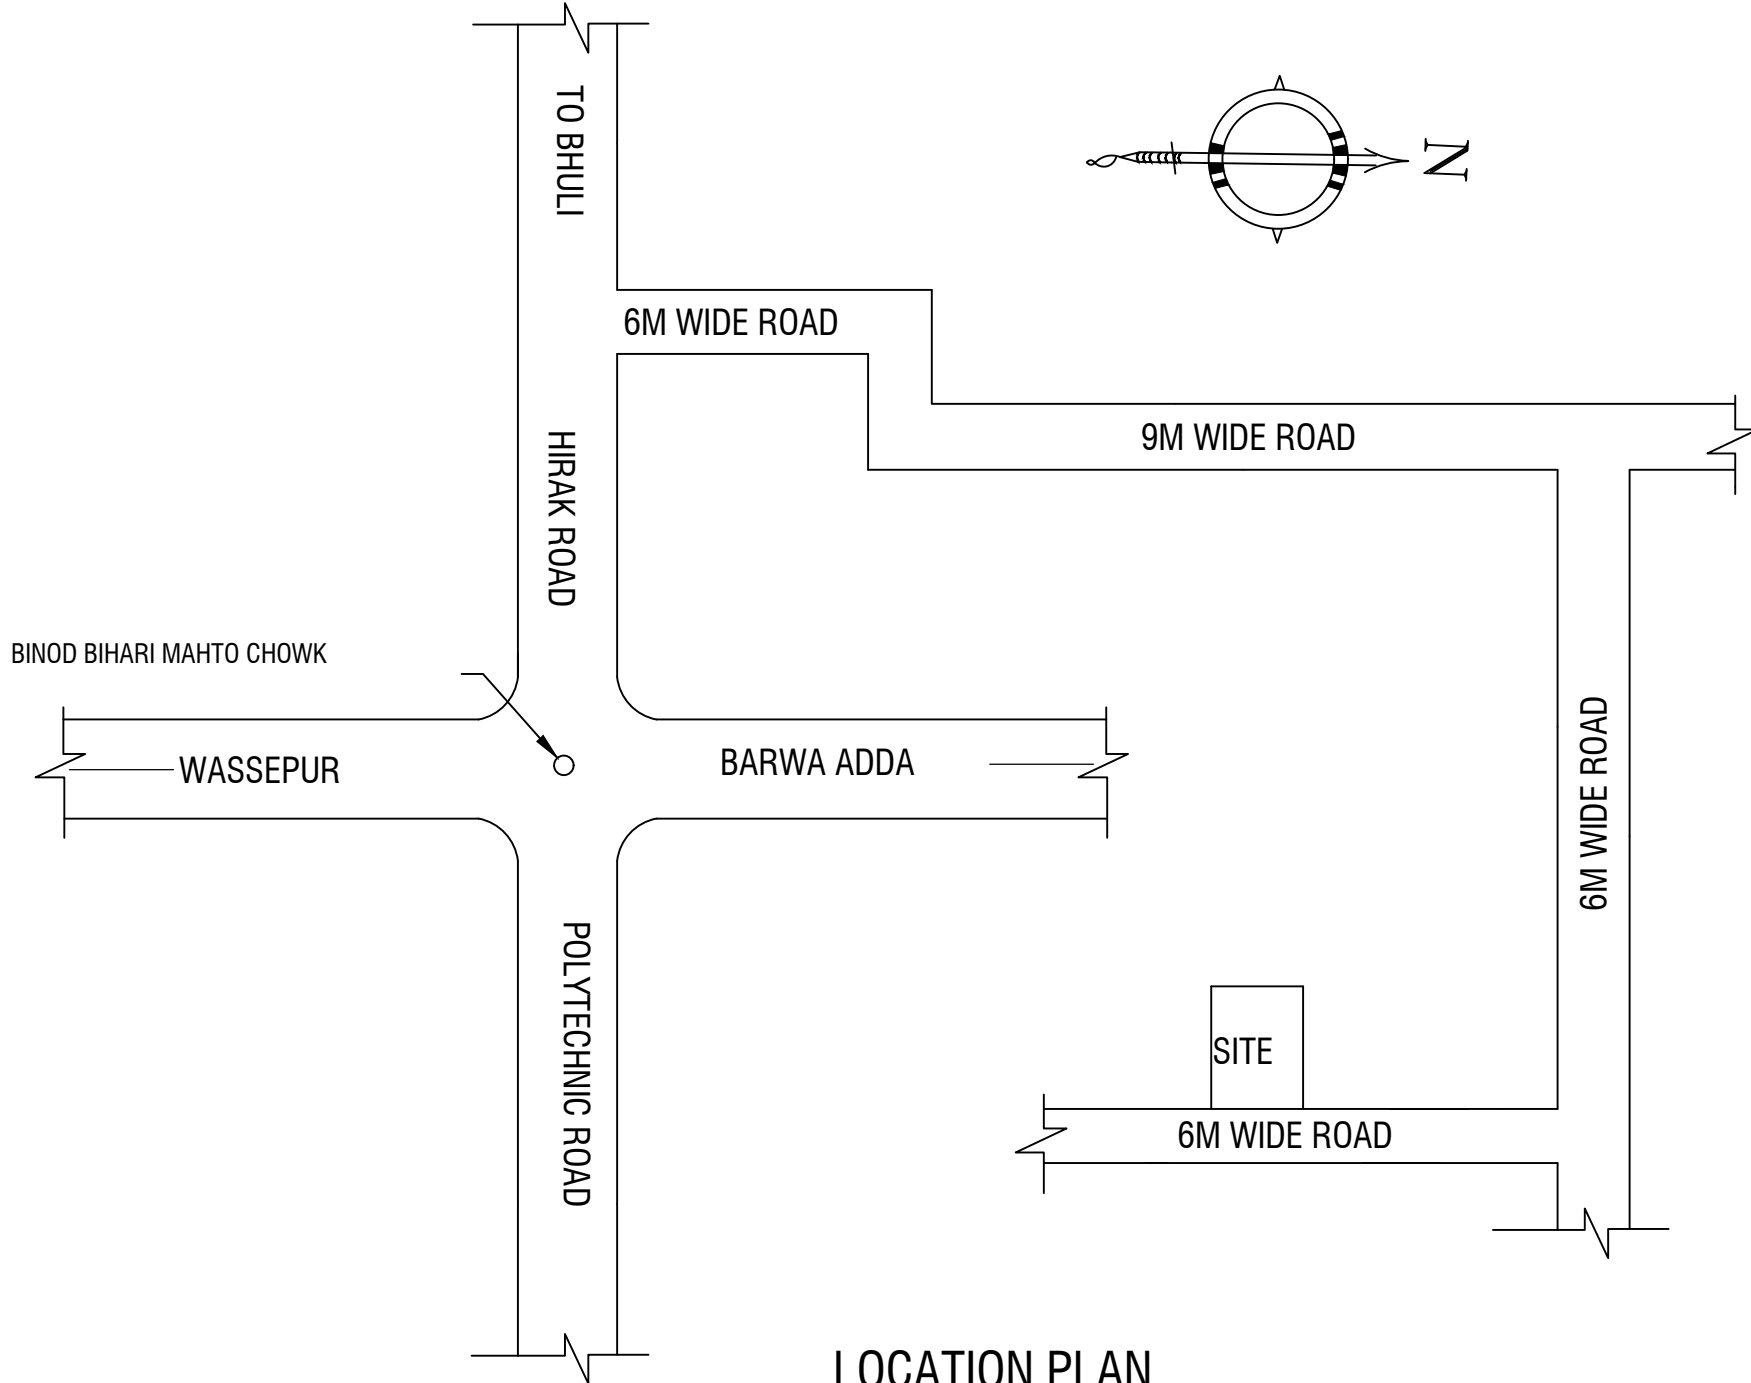 TO BHULI
N
6M WIDE ROAD
9M WIDE ROAD
HIRAK ROAD
BINOD BIHARI MAHTO CHOWK
WASSEPUR
BARWA ADDA
6M WIDE ROAD
POLYTECHNIC ROAD
SITE
6M WIDE ROAD
LOCATION PLAN